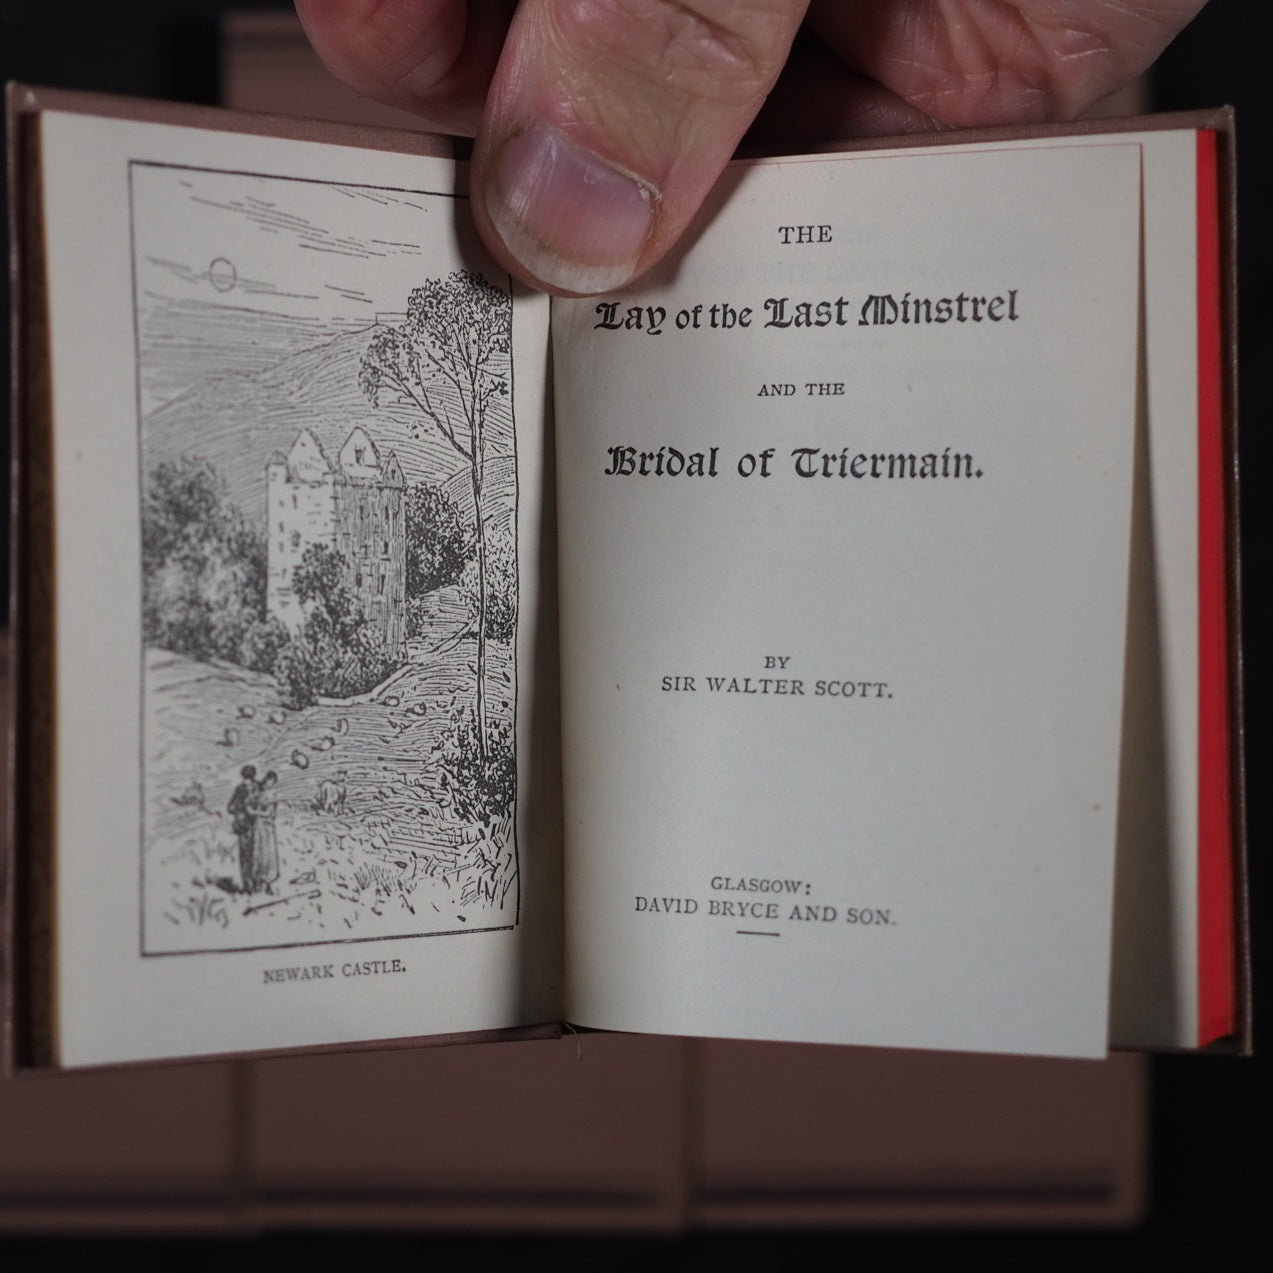 NEWARK CASTLE.
THE
Lay of the Last Minstrel
AND THE
Bridal of Triermain.
BY
SIR WALTER SCOTT.
GLASGOW:
DAVID BRYCE AND SON.